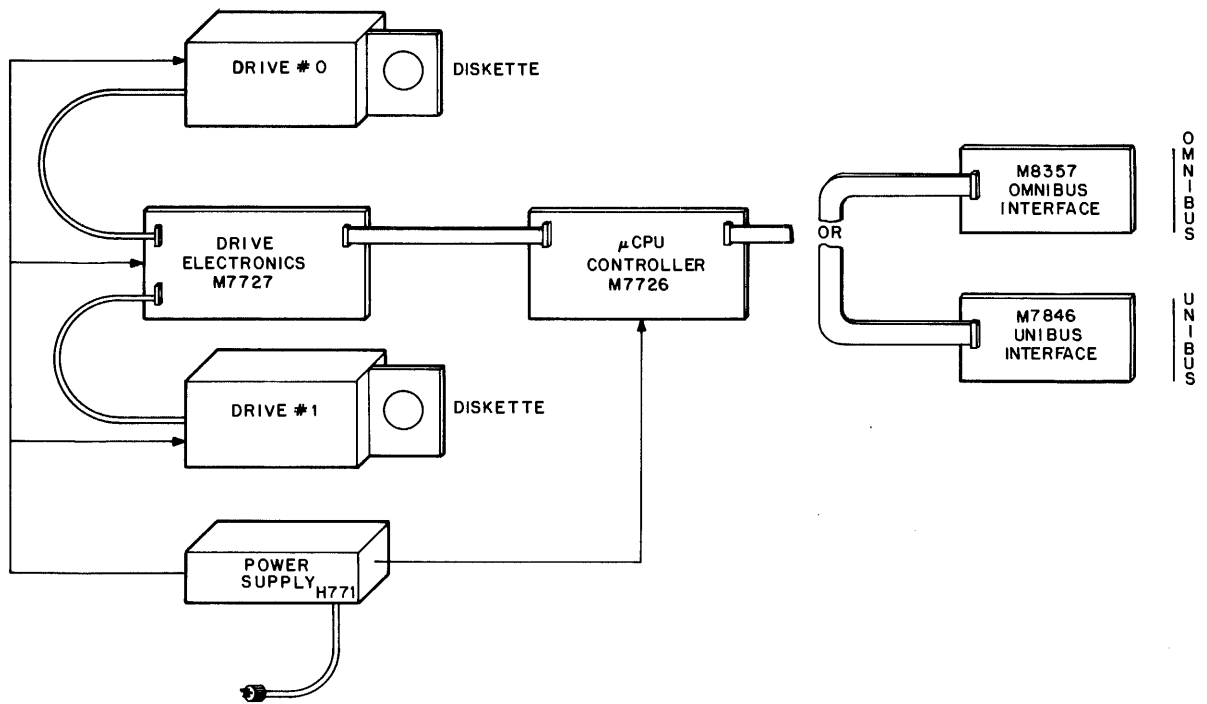 DRIVE #0
DISKETTE
DRIVE
ELECTRONICS
M7727
μCPU
CONTROLLER
M7726
OR
M8357
OMNIBUS
INTERFACE
OMNIBUS
M7846
UNIBUS
INTERFACE
UNIBUS
DRIVE #1
DISKETTE
POWER
SUPPLY
H771